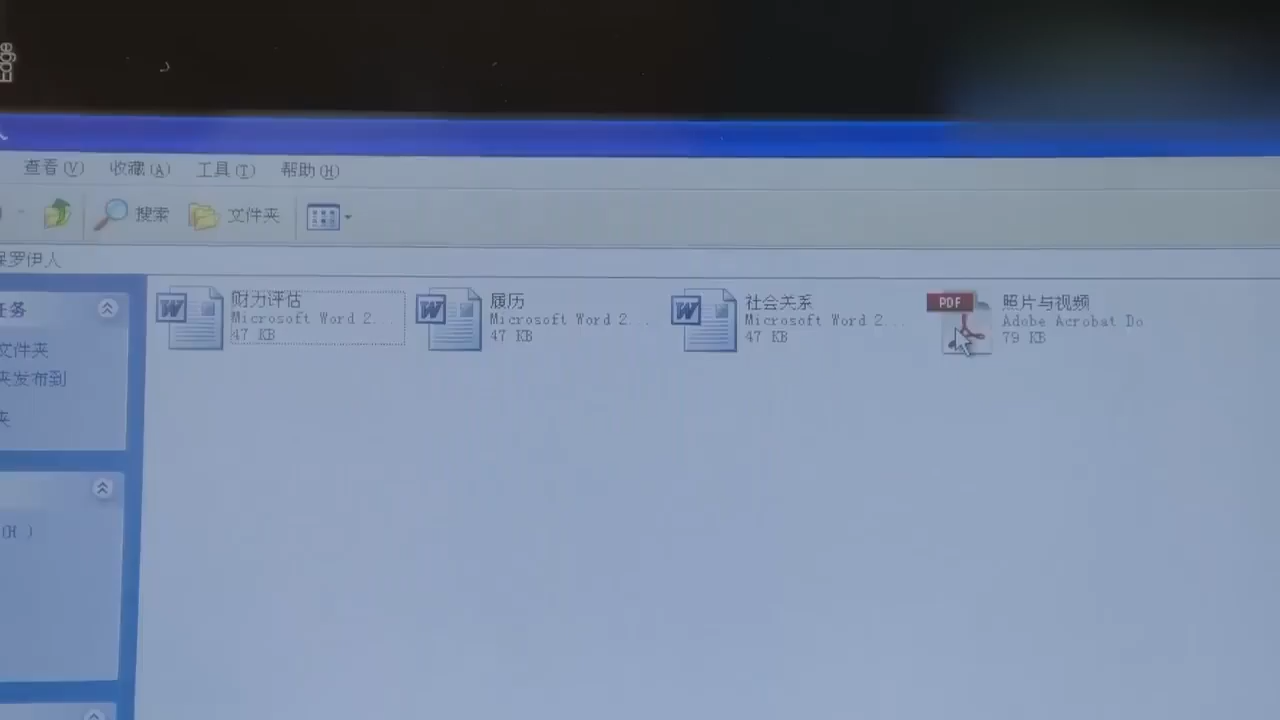 Edge
查看(V) 收藏(A) 工具(T) 帮助(H)
搜索 文件夹
保罗伊人
任务
文件夹
夹发布到
夹
(H )
财力评估
Microsoft Word 2...
47 KB
履历
Microsoft Word 2...
47 KB
社会关系
Microsoft Word 2...
47 KB
PDF
照片与视频
Adobe Acrobat Do
79 KB